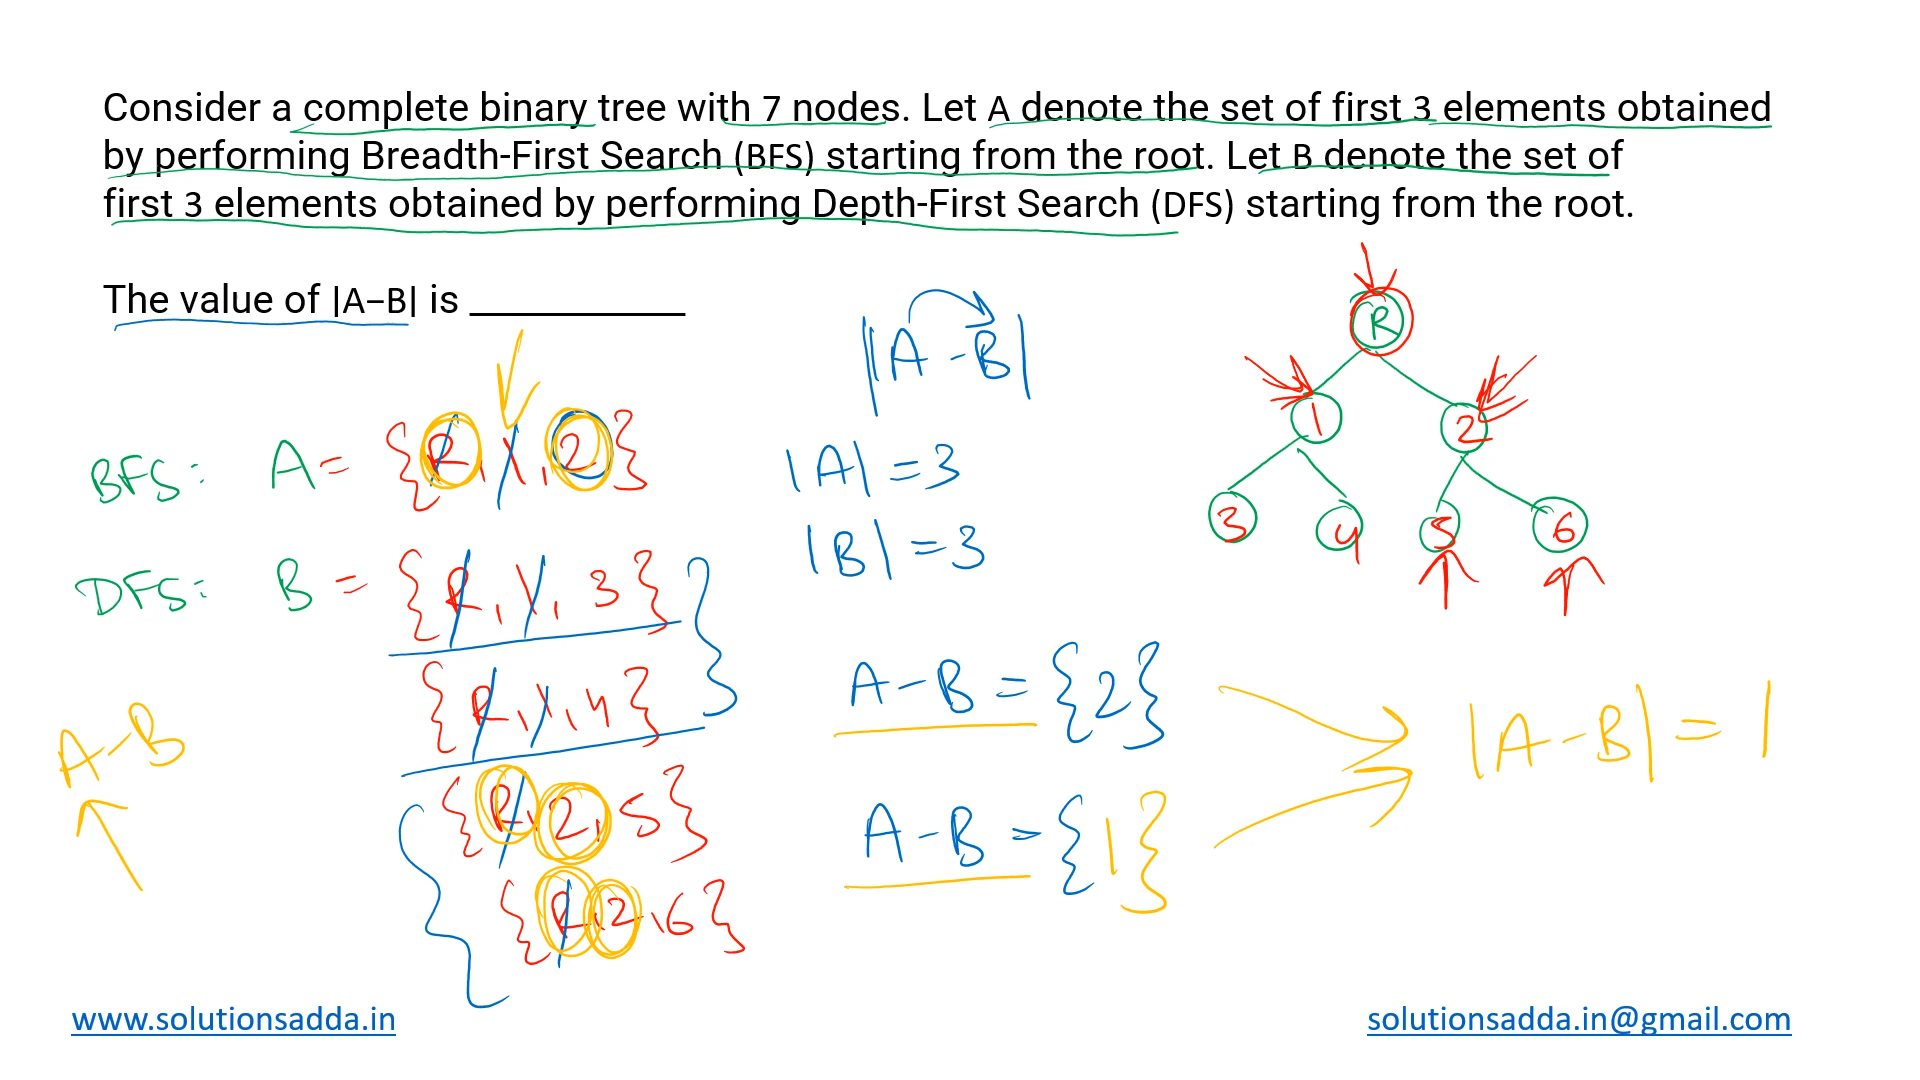 Consider a complete binary tree with 7 nodes. Let A denote the set of first 3 elements obtained
by performing Breadth-First Search (BFS) starting from the root. Let B denote the set of
first 3 elements obtained by performing Depth-First Search (DFS) starting from the root.
The value of |A−B| is ___________
|A - B|
R
1
2
3
4
5
6
BFS: A = {R, 1, 2}
|A| = 3
DFS: B = {R, 1, 3}
|B| = 3
{R, 1, 4}
A - B = {2}
A - B
|A - B| = 1
{R, 2, 5}
A - B = {1}
{R, 2, 6}
www.solutionsadda.in
solutionsadda.in@gmail.com